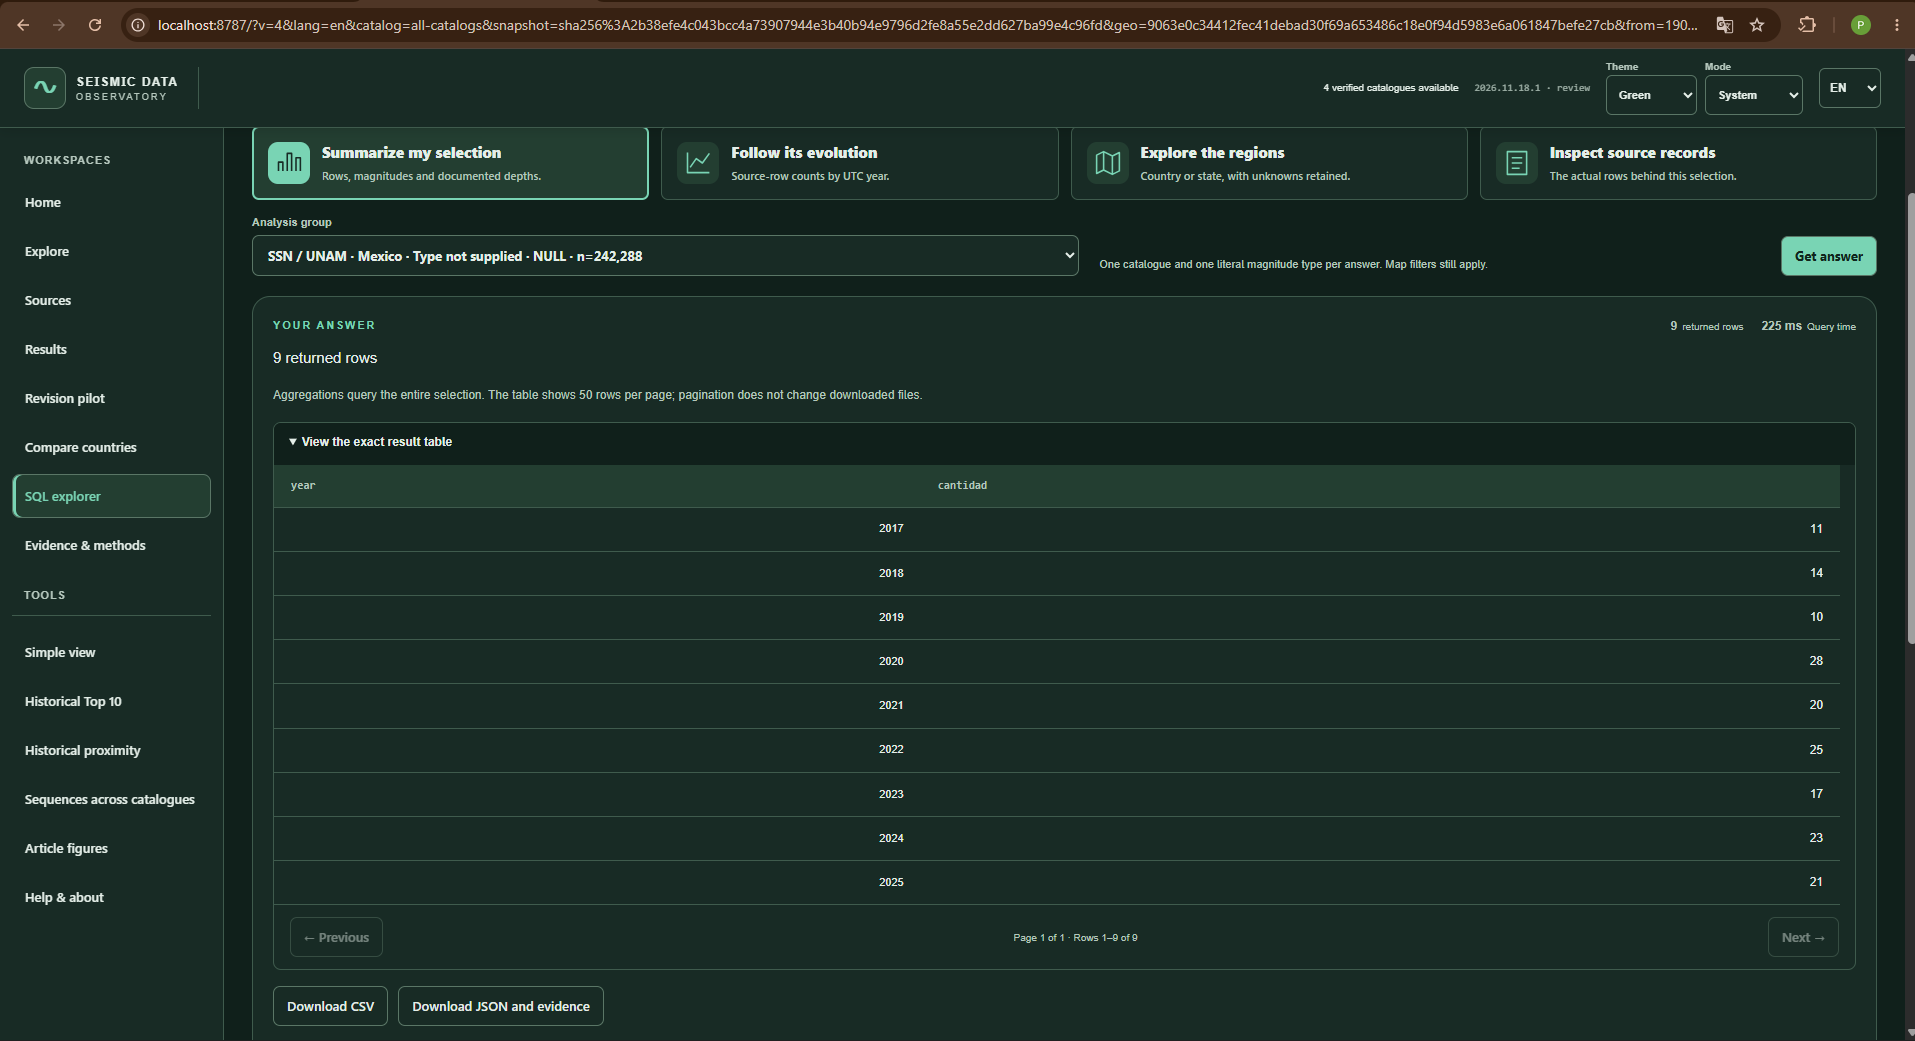 localhost:8787/?v=4&lang=en&catalog=all-catalogs&snapshot=sha256%3A2b38efe4c043bcc4a73907944e3b40b94e9796d2fe8a55e2dd627ba99e4c96fd&geo=9063e0c34412fec41debad30f69a653486c18e0f94d5983e6a061847befe27cb&from=190...
P
SEISMIC DATA
OBSERVATORY
4 verified catalogues available
2026.11.18.1 · review
Theme
Green
Mode
System
EN
WORKSPACES
Home
Explore
Sources
Results
Revision pilot
Compare countries
SQL explorer
Evidence & methods
TOOLS
Simple view
Historical Top 10
Historical proximity
Sequences across catalogues
Article figures
Help & about
Summarize my selection
Rows, magnitudes and documented depths.
Follow its evolution
Source-row counts by UTC year.
Explore the regions
Country or state, with unknowns retained.
Inspect source records
The actual rows behind this selection.
Analysis group
SSN / UNAM · Mexico · Type not supplied · NULL · n=242,288
One catalogue and one literal magnitude type per answer. Map filters still apply.
Get answer
YOUR ANSWER
9 returned rows 225 ms Query time
9 returned rows
Aggregations query the entire selection. The table shows 50 rows per page; pagination does not change downloaded files.
▼ View the exact result table
year cantidad
2017 11
2018 14
2019 10
2020 28
2021 20
2022 25
2023 17
2024 23
2025 21
← Previous
Page 1 of 1 · Rows 1–9 of 9
Next →
Download CSV
Download JSON and evidence